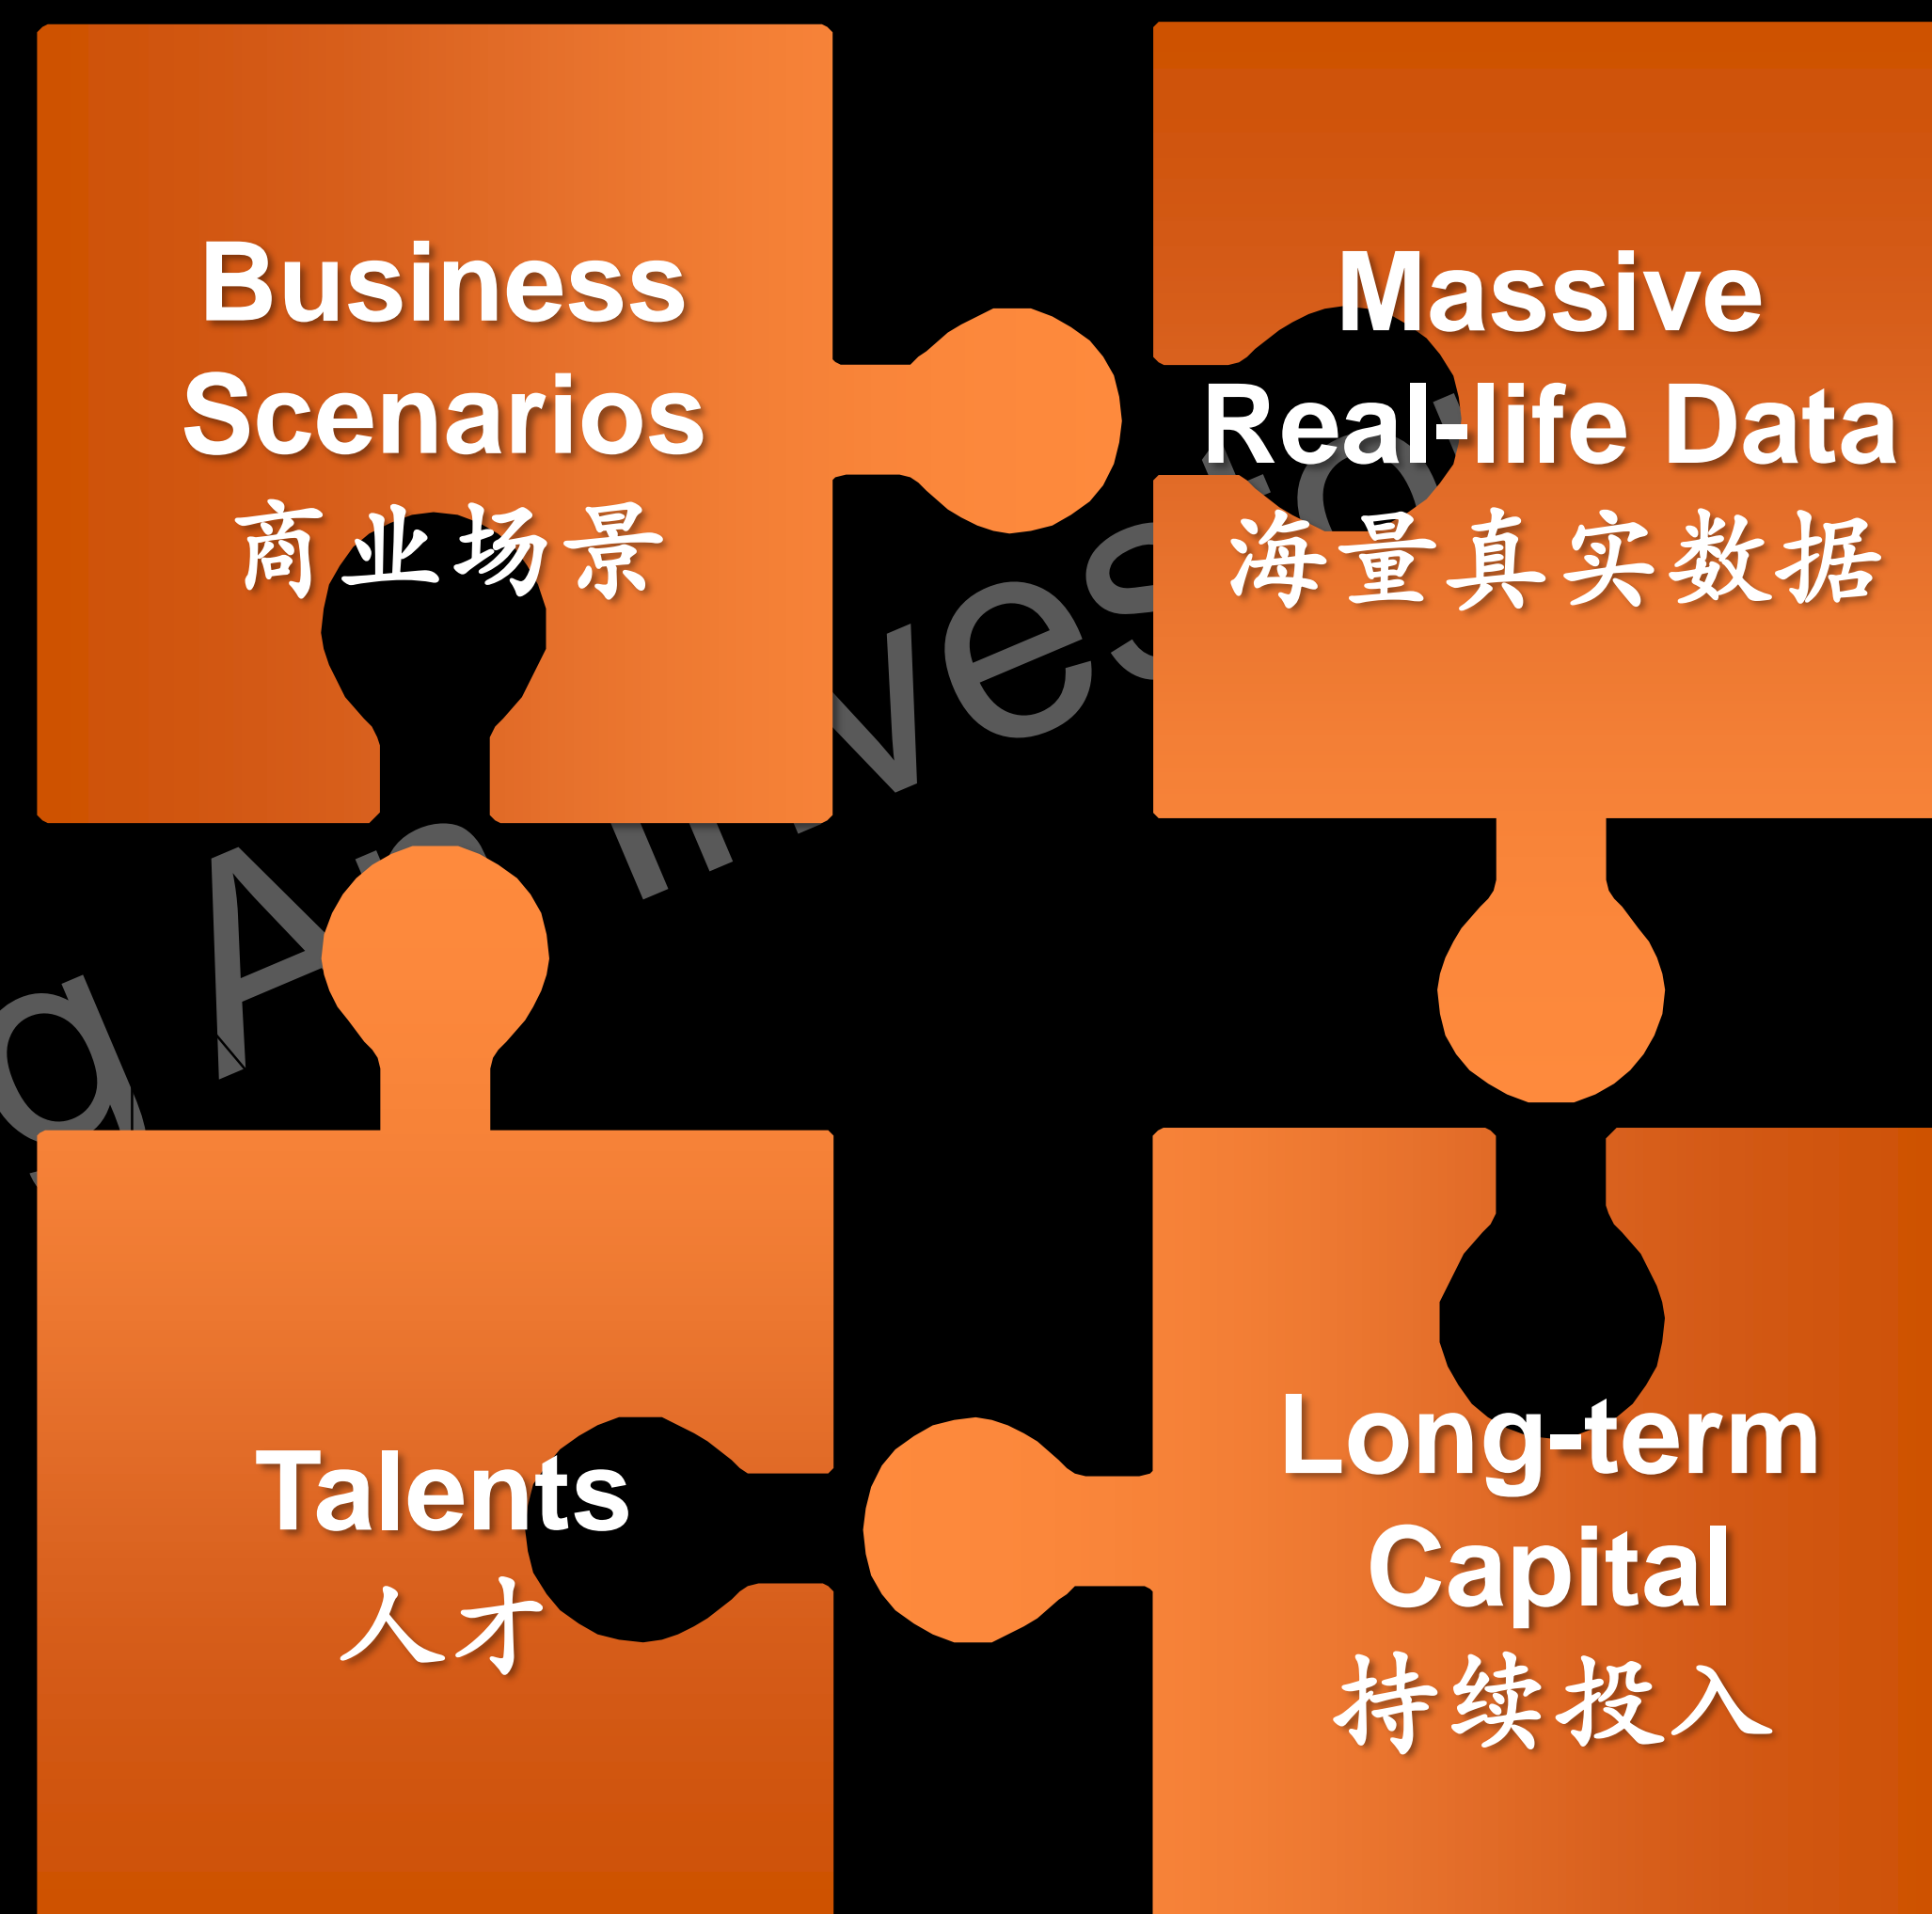 Business
Scenarios
商业场景
Massive
Real-life Data
海量真实数据
Talents
人才
Long-term
Capital
持续投入